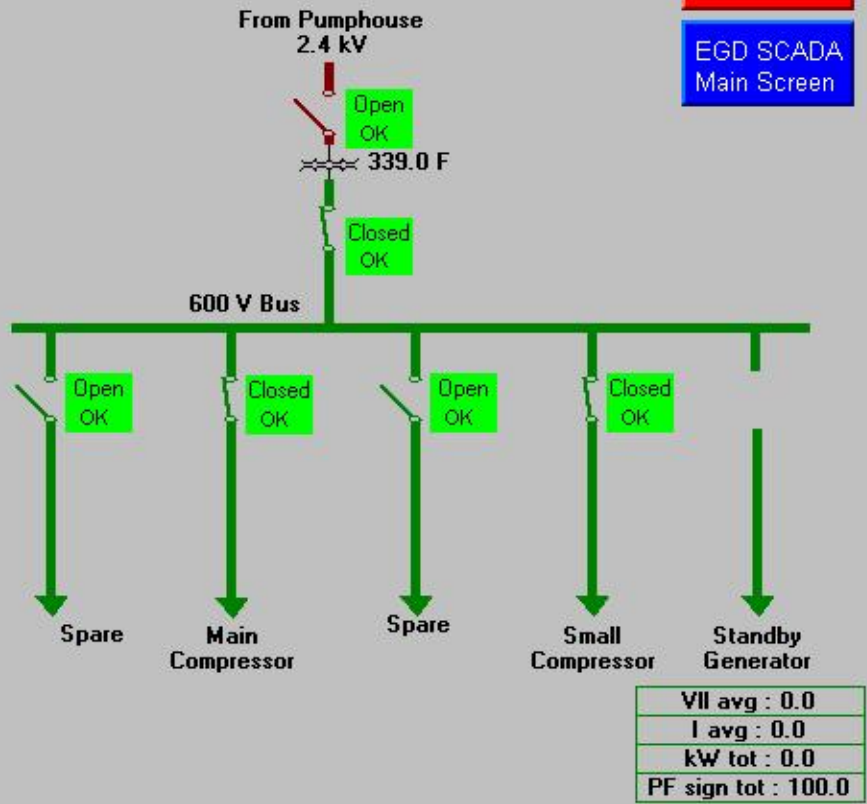 From Pumphouse
2.4 kV
EGD SCADA
Main Screen
Open
OK
339.0 F
Closed
OK
600 V Bus
Open
OK
Closed
OK
Open
OK
Closed
OK
Spare
Main
Compressor
Spare
Small
Compressor
Standby
Generator
Vll avg : 0.0
I avg : 0.0
kW tot : 0.0
PF sign tot : 100.0